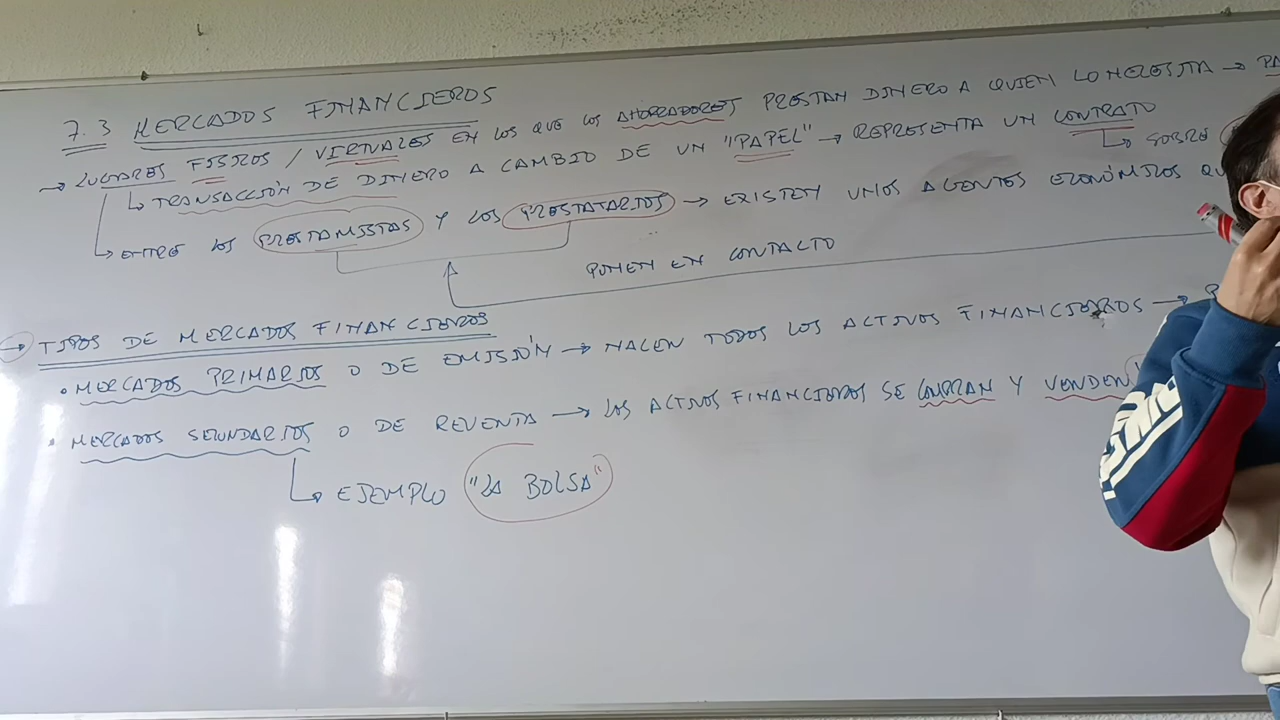 7.3 MERCADOS FINANCIEROS
→ LUGARES FÍSICOS / VIRTUALES EN LOS QUE LOS AHORRADORES PRESTAN DINERO A QUIEN LO NECESITA → PA
↳ TRANSACCIÓN DE DINERO A CAMBIO DE UN "PAPEL" → REPRESENTA UN CONTRATO
↳ SOBRE
↳ ENTRE LOS PRESTAMISTAS Y LOS PRESTATARIOS → EXISTEN UNOS AGENTES ECONÓMICOS QU
PONEN EN CONTACTO
→ TIPOS DE MERCADOS FINANCIEROS
• MERCADOS PRIMARIOS O DE EMISIÓN → NACEN TODOS LOS ACTIVOS FINANCIEROS →
• MERCADOS SECUNDARIOS O DE REVENTA → LOS ACTIVOS FINANCIEROS SE COMPRAN Y VENDEN
↳ EJEMPLO "LA BOLSA"